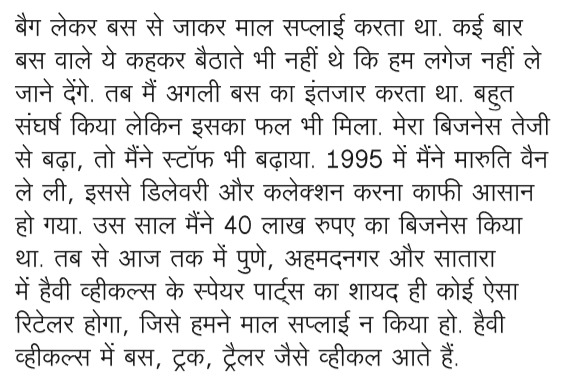 बैग लेकर बस से जाकर माल सप्लाई करता था. कई बार
बस वाले ये कहकर बैठाते भी नहीं थे कि हम लगेज नहीं ले
जाने देंगे. तब मैं अगली बस का इंतजार करता था. बहुत
संघर्ष किया लेकिन इसका फल भी मिला. मेरा बिजनेस तेजी
से बढ़ा, तो मैंने स्टॉफ भी बढ़ाया. 1995 में मैंने मारुति वैन
ले ली, इससे डिलेवरी और कलेक्शन करना काफी आसान
हो गया. उस साल मैंने 40 लाख रुपए का बिजनेस किया
था. तब से आज तक में पुणे, अहमदनगर और सातारा
में हैवी व्हीकल्स के स्पेयर पार्ट्स का शायद ही कोई ऐसा
रिटेलर होगा, जिसे हमने माल सप्लाई न किया हो. हैवी
व्हीकल्स में बस, ट्रक, ट्रैलर जैसे व्हीकल आते हैं.